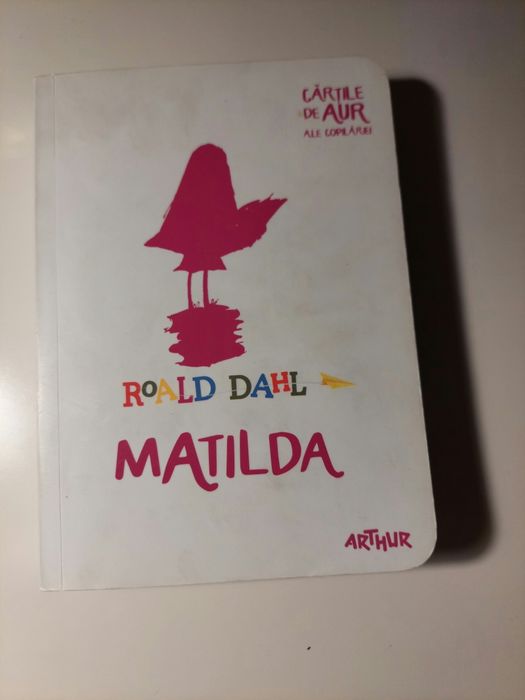 CĂRȚILE
DE AUR
ALE COPILĂRIEI
ROALD DAHL
MATILDA
ARTHUR